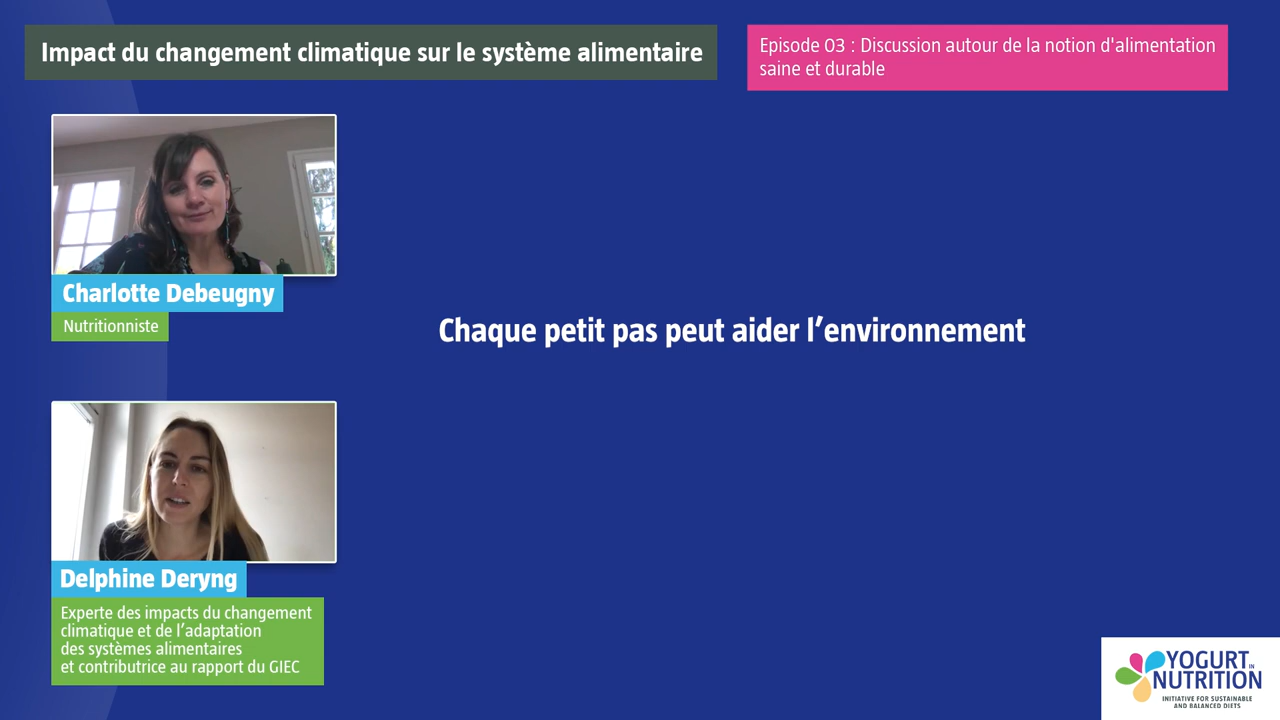 Impact du changement climatique sur le système alimentaire
Episode 03 : Discussion autour de la notion d'alimentation
saine et durable
Charlotte Debeugny
Nutritionniste
Chaque petit pas peut aider l’environnement
Delphine Deryng
Experte des impacts du changement
climatique et de l’adaptation
des systèmes alimentaires
et contributrice au rapport du GIEC
YOGURT IN
NUTRITION
INITIATIVE FOR SUSTAINABLE
AND BALANCED DIETS